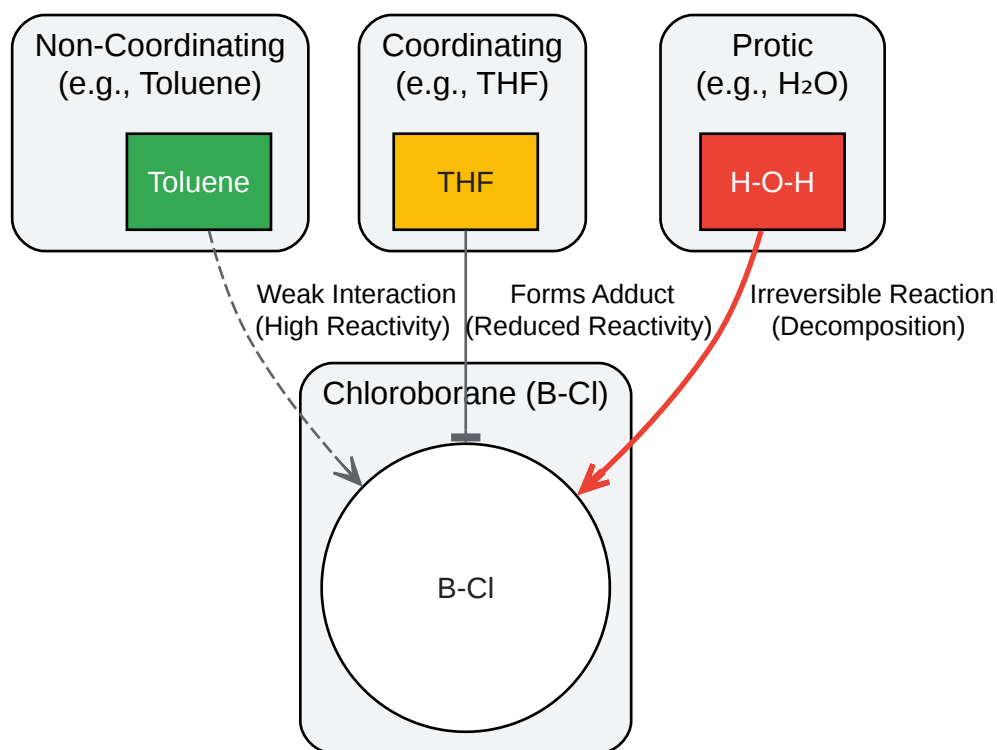 Non-Coordinating
(e.g., Toluene)
Toluene
Coordinating
(e.g., THF)
THF
Protic
(e.g., H₂O)
H-O-H
Weak Interaction
(High Reactivity)
Forms Adduct
(Reduced Reactivity)
Irreversible Reaction
(Decomposition)
Chloroborane (B-Cl)
B-Cl